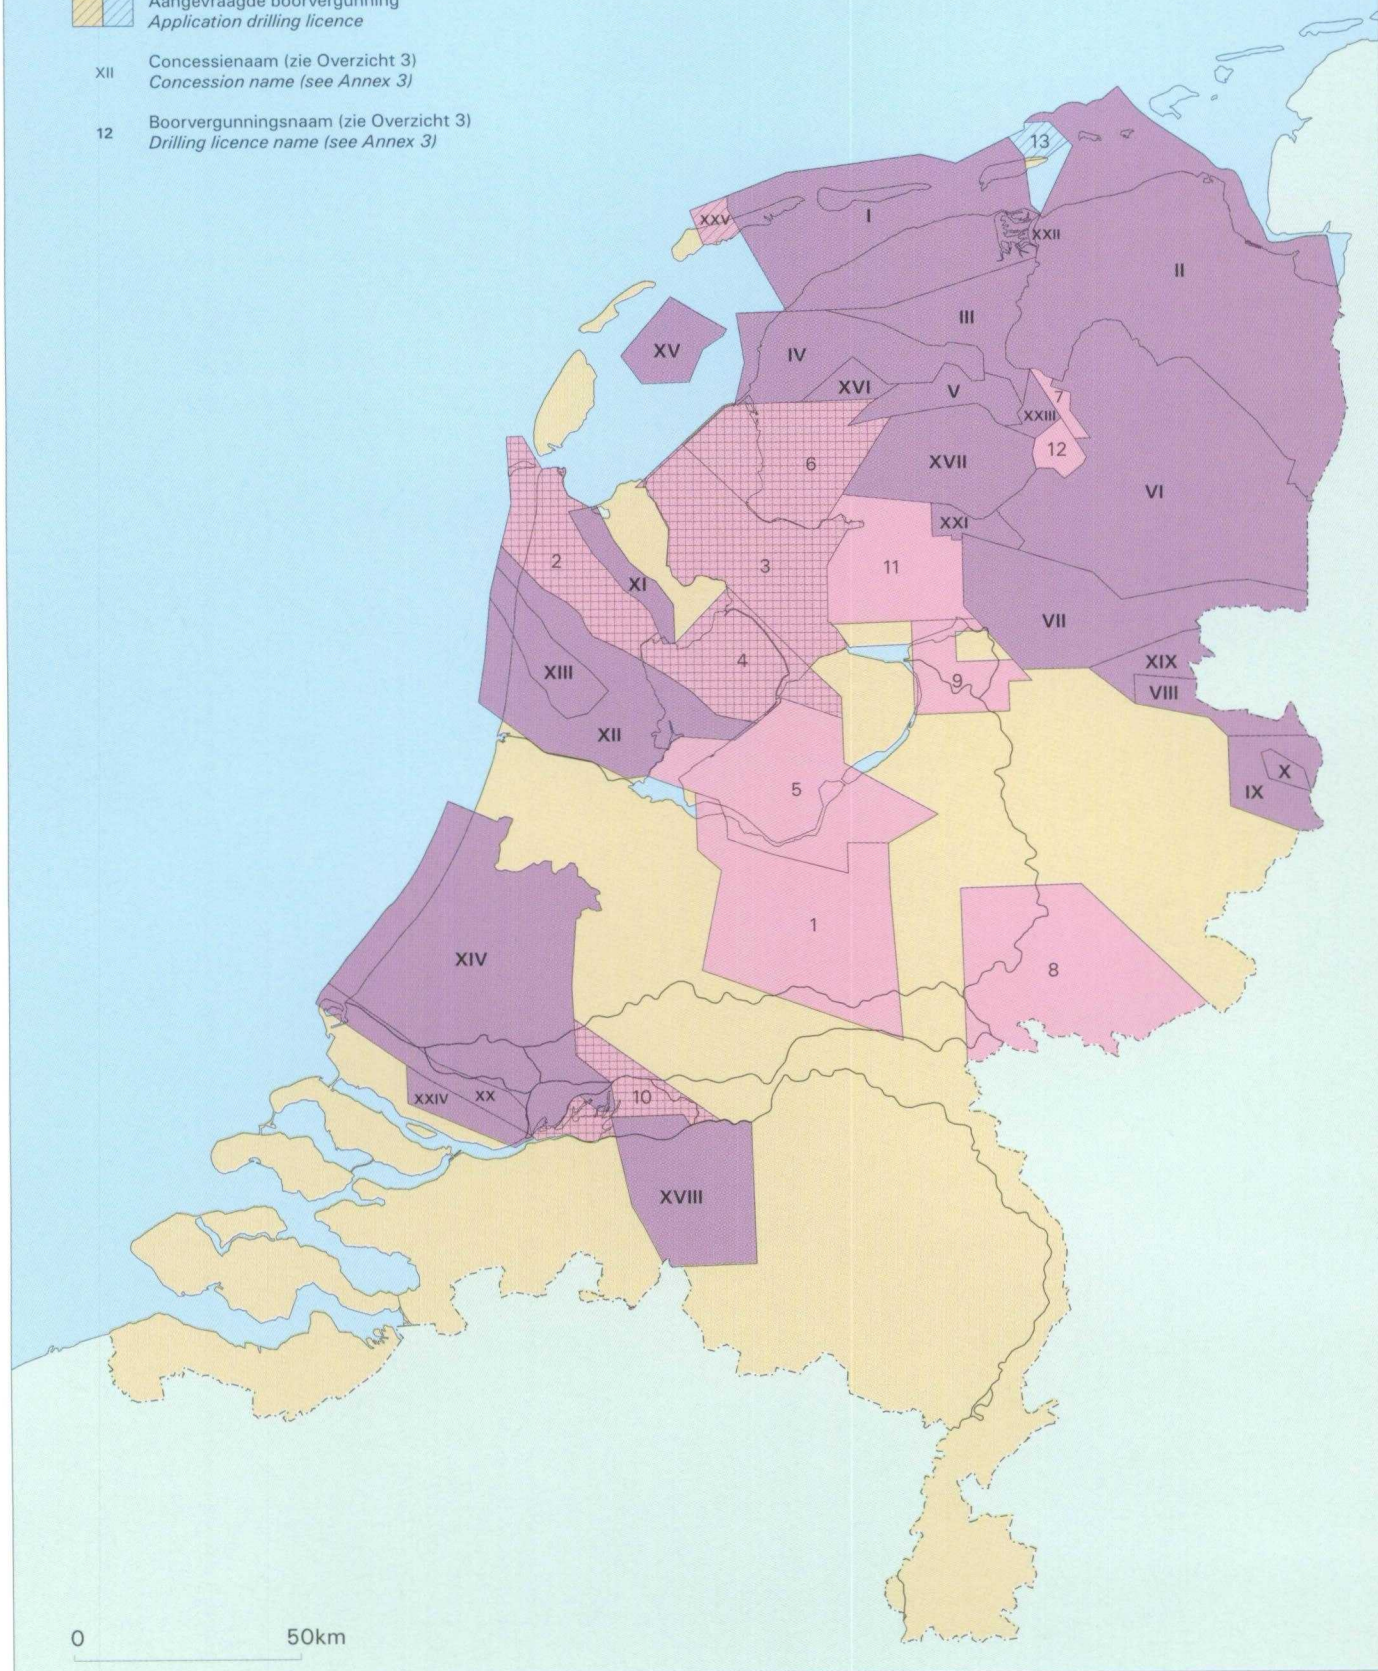 Aangevraagde boorvergunning
Application drilling licence
XII Concessienaam (zie Overzicht 3)
Concession name (see Annex 3)
12 Boorvergunningsnaam (zie Overzicht 3)
Drilling licence name (see Annex 3)
13
XXV
I
XXII
II
III
XV
IV
XVI
V
7
XXIII
12
6
XVII
VI
XXI
2
3
11
XI
VII
4
XIX
XIII
9
VIII
XII
X
5
IX
1
XIV
8
XXIV
XX
10
XVIII
0 50km